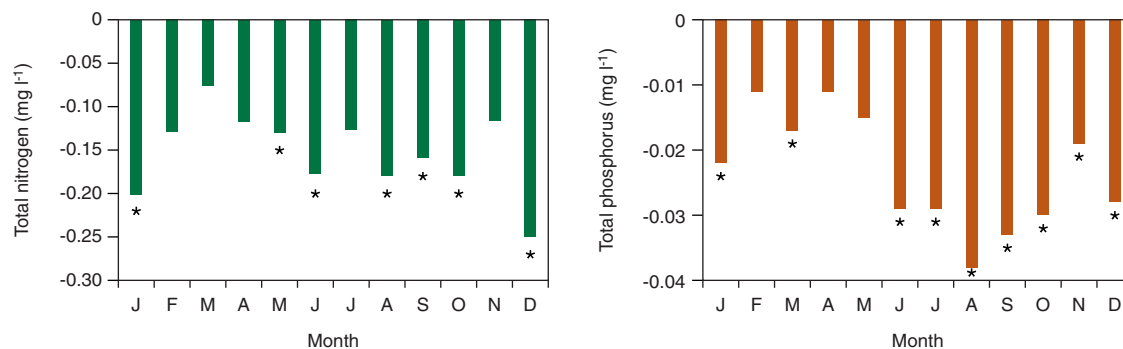 Total nitrogen (mg l-1)
0
-0.05
-0.10
-0.15
-0.20
-0.25
-0.30
* * * * * * *
J F M A M J J A S O N D
Month
Total phosphorus (mg l-1)
0
-0.01
-0.02
-0.03
-0.04
* * * * * * * * *
J F M A M J J A S O N D
Month